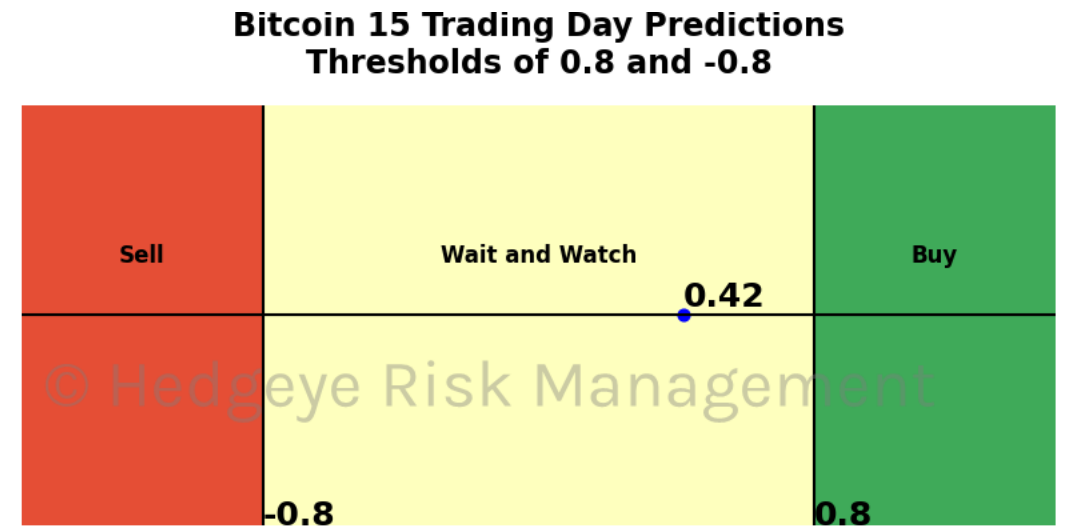 Bitcoin 15 Trading Day Predictions
Thresholds of 0.8 and -0.8
Sell
Wait and Watch
Buy
0.42
© Hedgeye Risk Management
-0.8
0.8